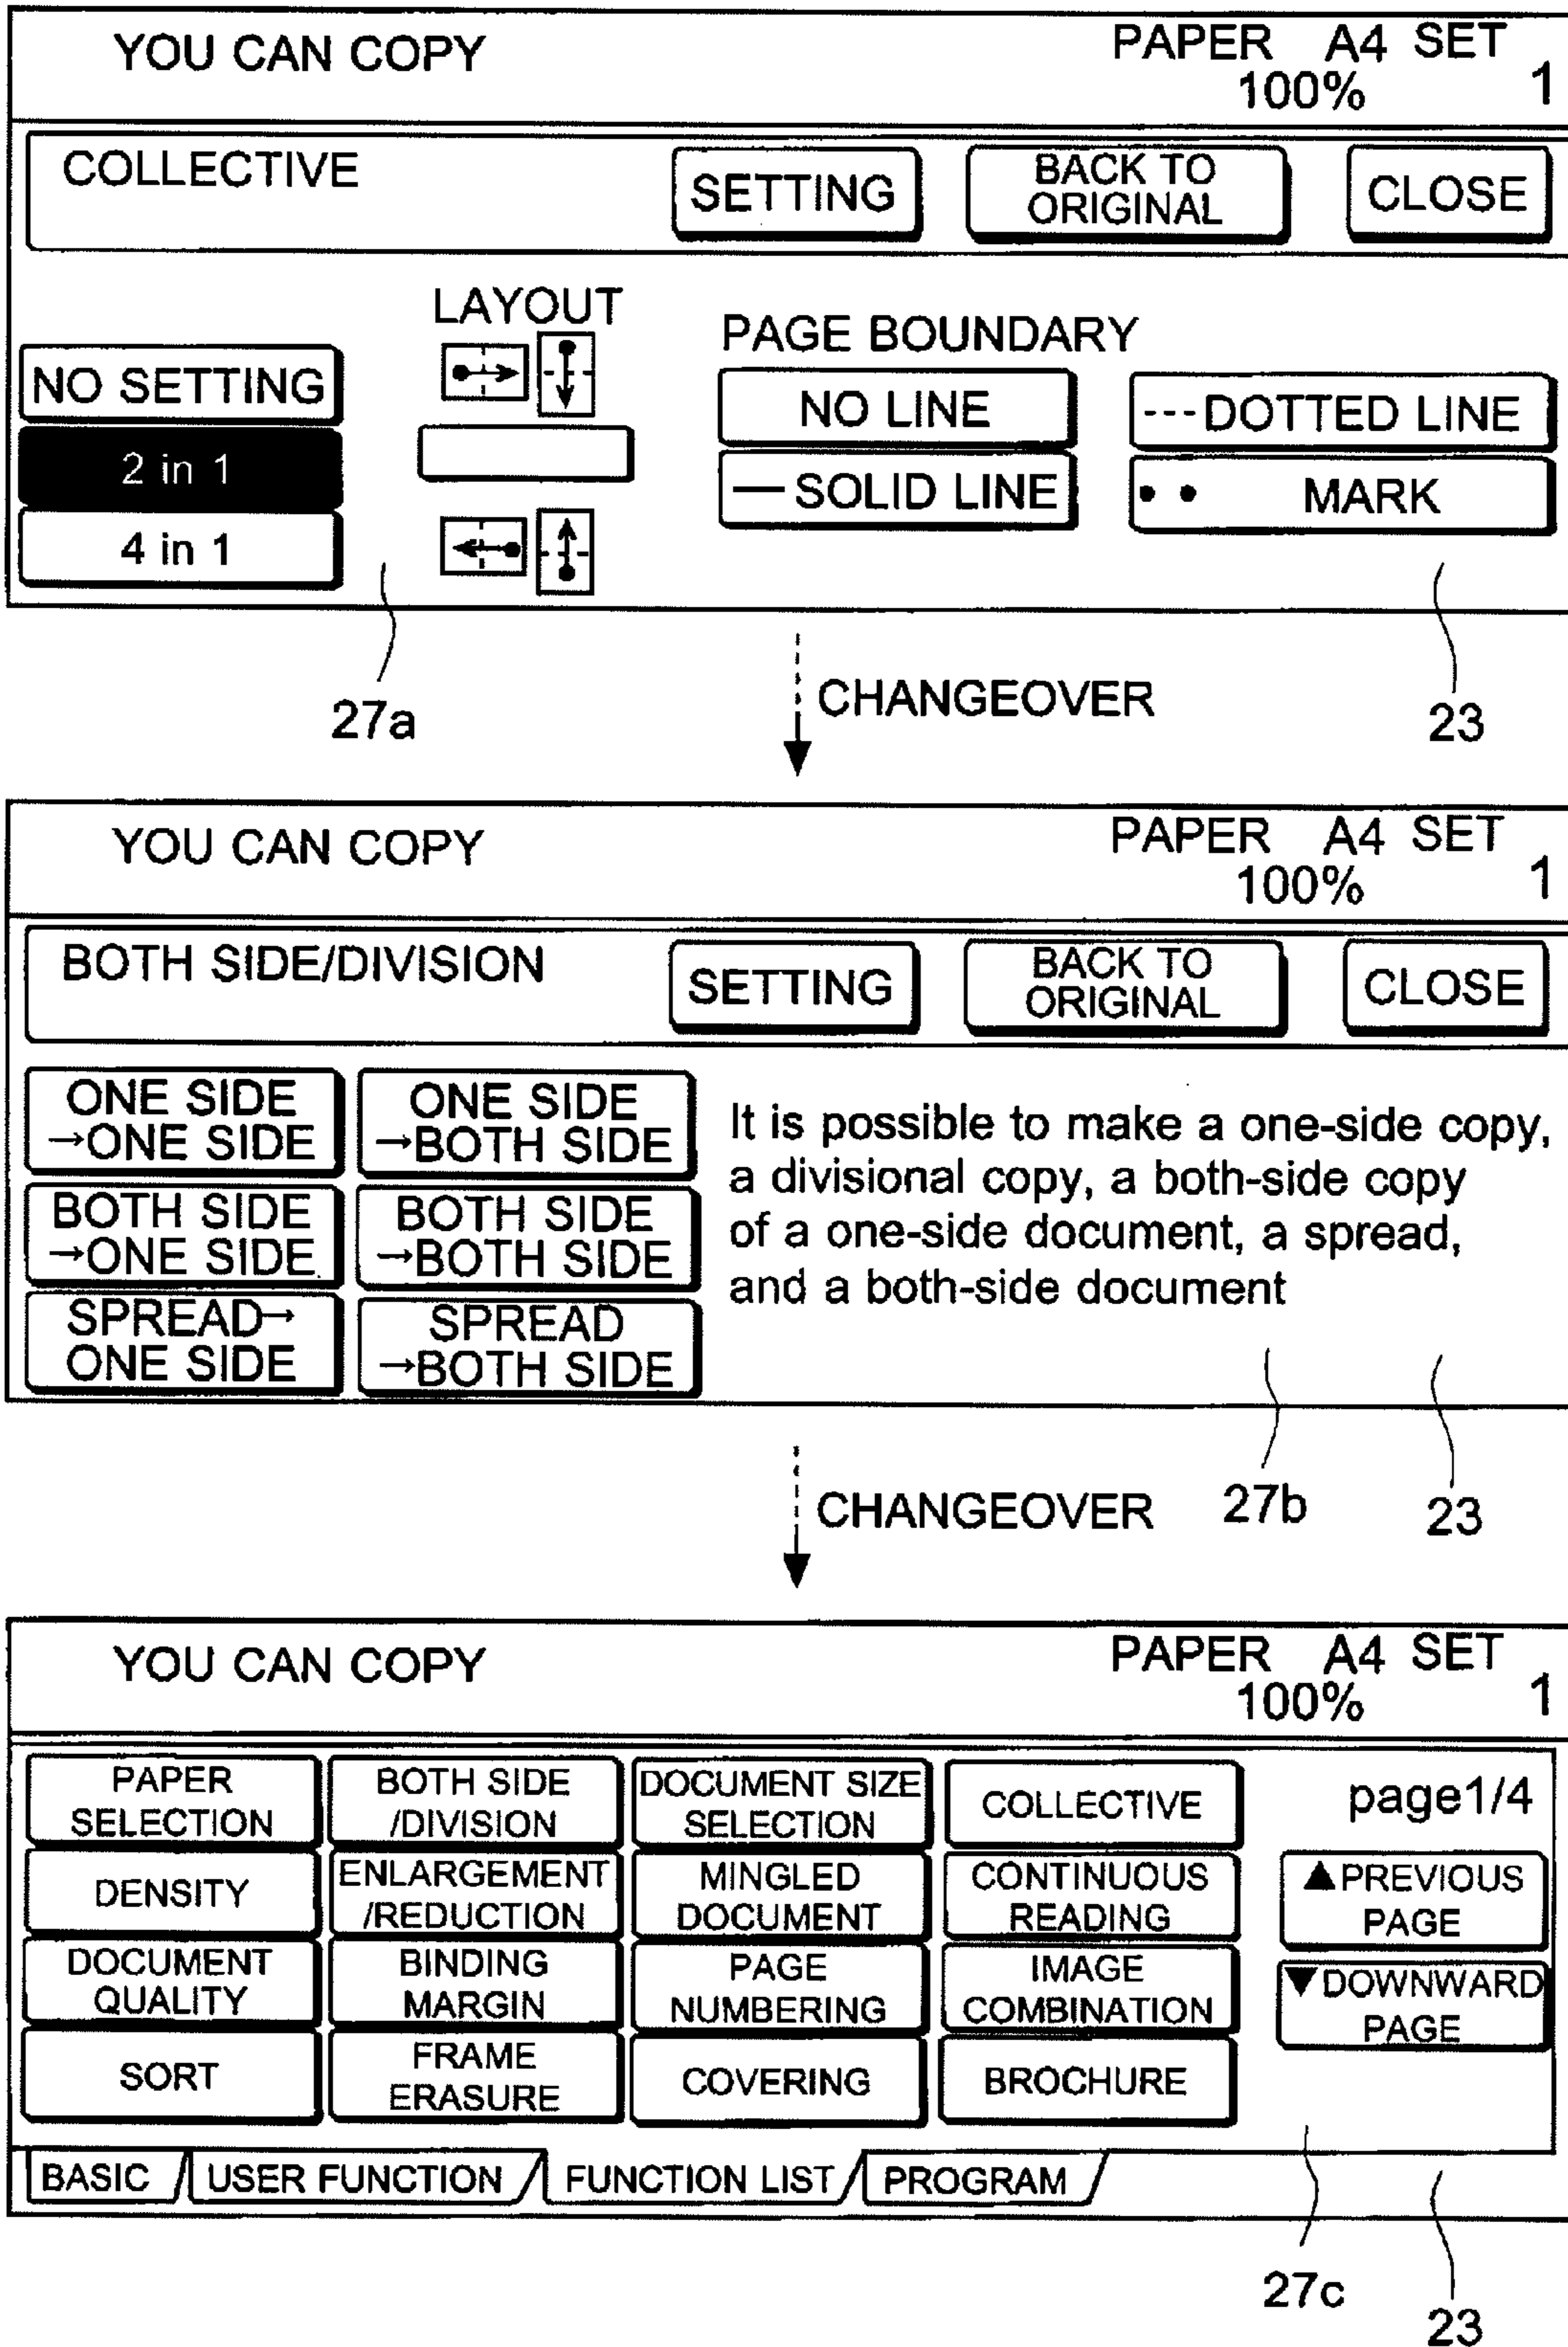 YOU CAN COPY
PAPER A4 SET
100% 1
COLLECTIVE
SETTING
BACK TO
ORIGINAL
CLOSE
LAYOUT
PAGE BOUNDARY
NO SETTING
2 in 1
4 in 1
NO LINE
---DOTTED LINE
—SOLID LINE
• • MARK
27a
CHANGEOVER
23
YOU CAN COPY
PAPER A4 SET
100% 1
BOTH SIDE/DIVISION
SETTING
BACK TO
ORIGINAL
CLOSE
ONE SIDE
→ONE SIDE
ONE SIDE
→BOTH SIDE
BOTH SIDE
→ONE SIDE
BOTH SIDE
→BOTH SIDE
SPREAD→
ONE SIDE
SPREAD
→BOTH SIDE
It is possible to make a one-side copy,
a divisional copy, a both-side copy
of a one-side document, a spread,
and a both-side document
CHANGEOVER
27b
23
YOU CAN COPY
PAPER A4 SET
100% 1
PAPER
SELECTION
BOTH SIDE
/DIVISION
DOCUMENT SIZE
SELECTION
COLLECTIVE
page1/4
DENSITY
ENLARGEMENT
/REDUCTION
MINGLED
DOCUMENT
CONTINUOUS
READING
▲PREVIOUS
PAGE
DOCUMENT
QUALITY
BINDING
MARGIN
PAGE
NUMBERING
IMAGE
COMBINATION
▼DOWNWARD
PAGE
SORT
FRAME
ERASURE
COVERING
BROCHURE
BASIC
USER FUNCTION
FUNCTION LIST
PROGRAM
27c
23